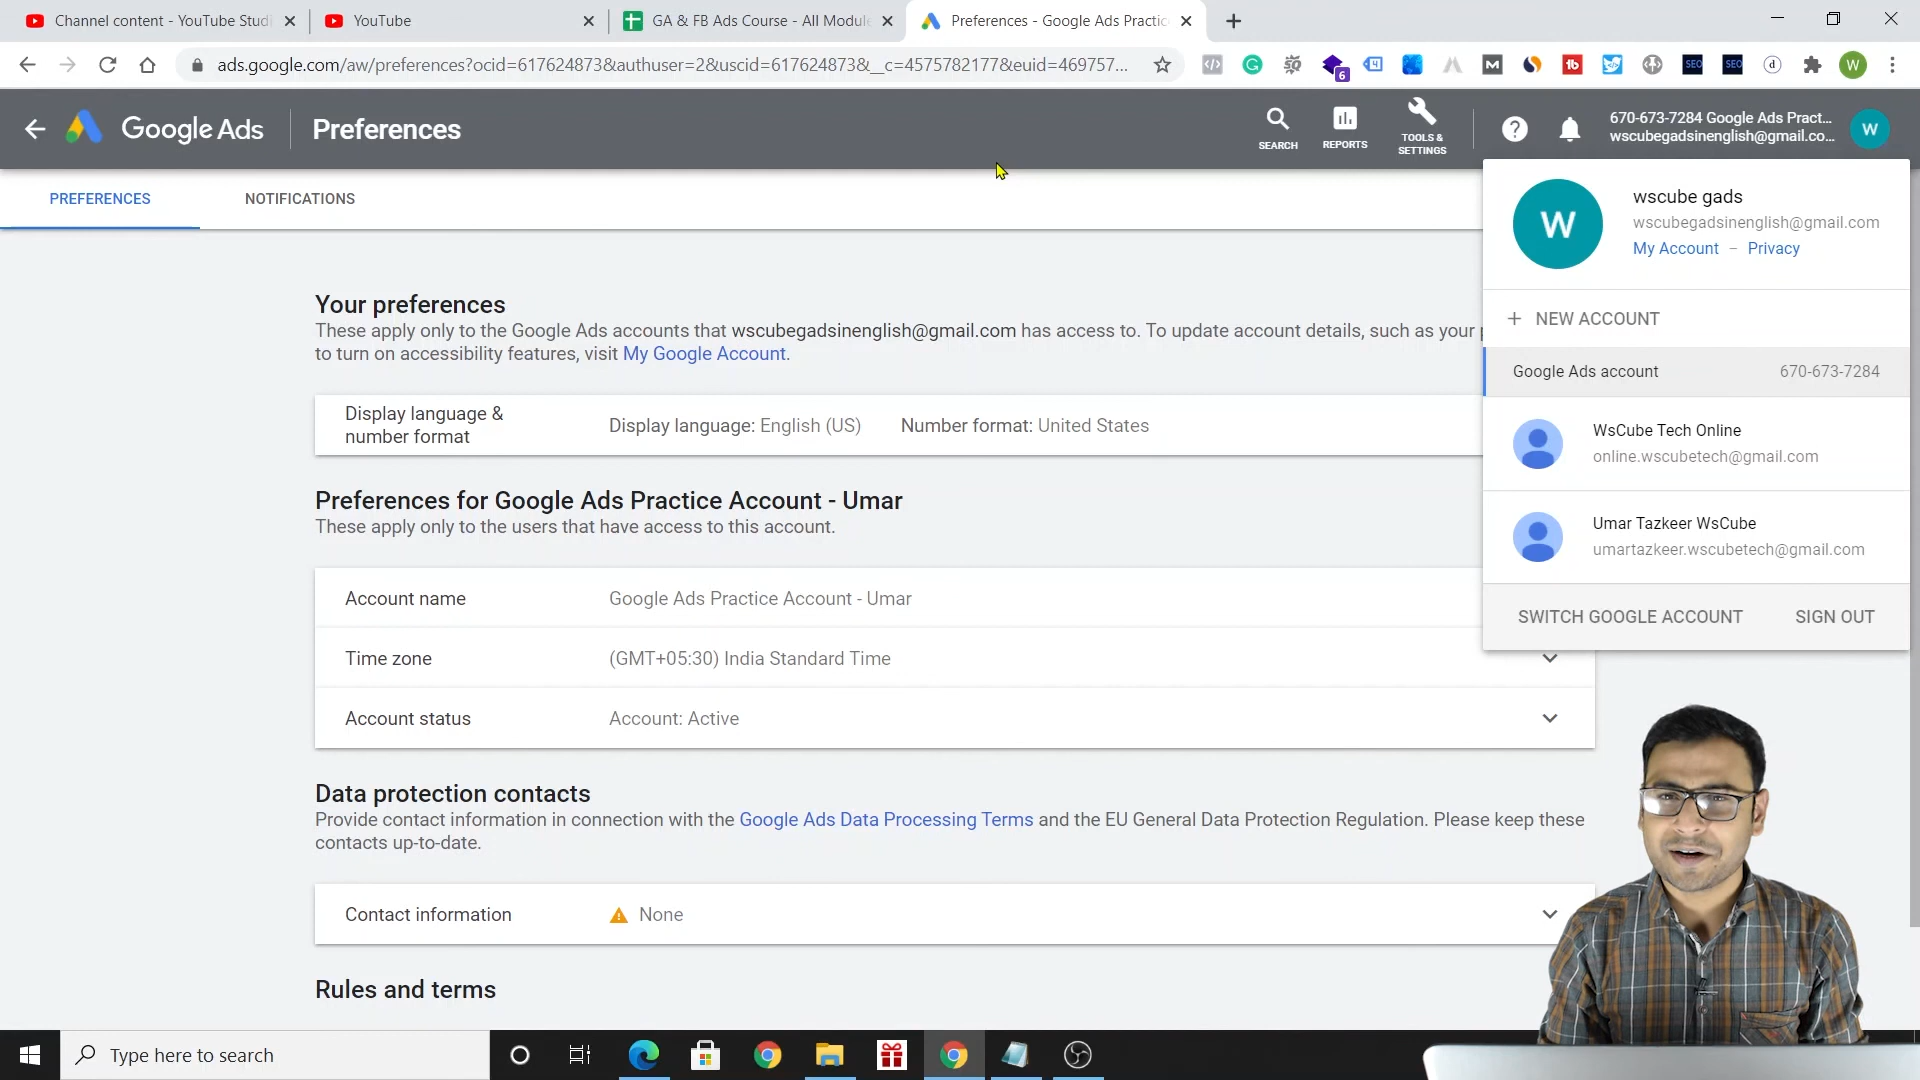 Channel content - YouTube Studi
YouTube
GA & FB Ads Course - All Module
Preferences - Google Ads Practic
ads.google.com/aw/preferences?ocid=617624873&authuser=2&uscid=617624873&__c=4575782177&euid=469757...
6
SEO
SEO
W
Google Ads
Preferences
SEARCH
REPORTS
TOOLS &
SETTINGS
670-673-7284 Google Ads Pract...
wscubegadsinenglish@gmail.co...
W
PREFERENCES
NOTIFICATIONS
W
wscube gads
wscubegadsinenglish@gmail.com
My Account – Privacy
+ NEW ACCOUNT
Google Ads account 670-673-7284
WsCube Tech Online
online.wscubetech@gmail.com
Umar Tazkeer WsCube
umartazkeer.wscubetech@gmail.com
SWITCH GOOGLE ACCOUNT SIGN OUT
Your preferences
These apply only to the Google Ads accounts that wscubegadsinenglish@gmail.com has access to. To update account details, such as your
to turn on accessibility features, visit My Google Account.
Display language &
number format
Display language: English (US) Number format: United States
Preferences for Google Ads Practice Account - Umar
These apply only to the users that have access to this account.
Account name Google Ads Practice Account - Umar
Time zone (GMT+05:30) India Standard Time
Account status Account: Active
Data protection contacts
Provide contact information in connection with the Google Ads Data Processing Terms and the EU General Data Protection Regulation. Please keep these
contacts up-to-date.
Contact information None
Rules and terms
Type here to search